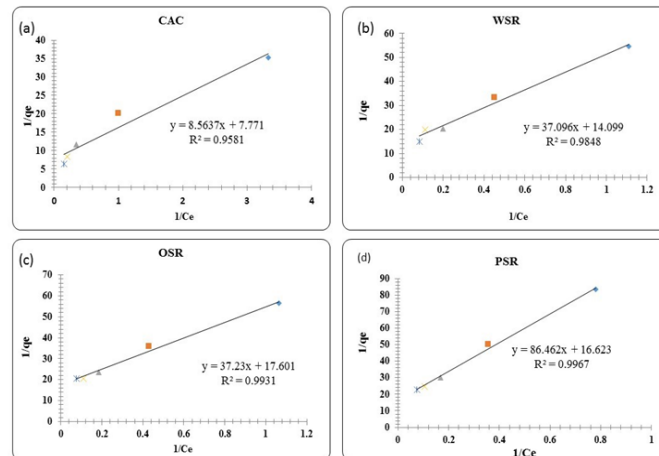 (a)
CAC
1/qe
40
35
30
25
20
15
10
5
0
y = 8.5637x + 7.771
R² = 0.9581
0 1 2 3 4
1/Ce
(b)
WSR
1/qe
60
50
40
30
20
10
0
y = 37.096x + 14.099
R² = 0.9848
0 0.2 0.4 0.6 0.8 1 1.2
1/Ce
(c)
OSR
1/qe
70
60
50
40
30
20
10
0
y = 37.23x + 17.601
R² = 0.9931
0 0.2 0.4 0.6 0.8 1 1.2
1/Ce
(d)
PSR
1/qe
90
80
70
60
50
40
30
20
10
0
y = 86.462x + 16.623
R² = 0.9967
0 0.2 0.4 0.6 0.8 1
1/Ce